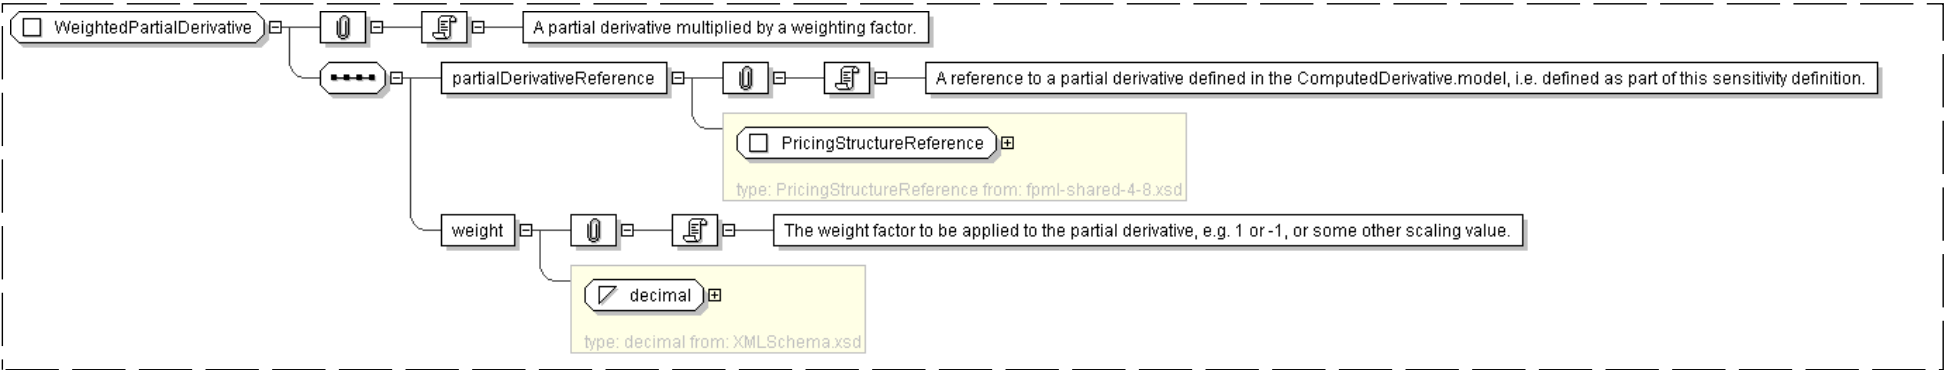 WeightedPartialDerivative
A partial derivative multiplied by a weighting factor.
partialDerivativeReference
A reference to a partial derivative defined in the ComputedDerivative.model, i.e. defined as part of this sensitivity definition.
PricingStructureReference
type: PricingStructureReference from: fpml-shared-4-8.xsd
weight
The weight factor to be applied to the partial derivative, e.g. 1 or -1, or some other scaling value.
decimal
type: decimal from: XMLSchema.xsd